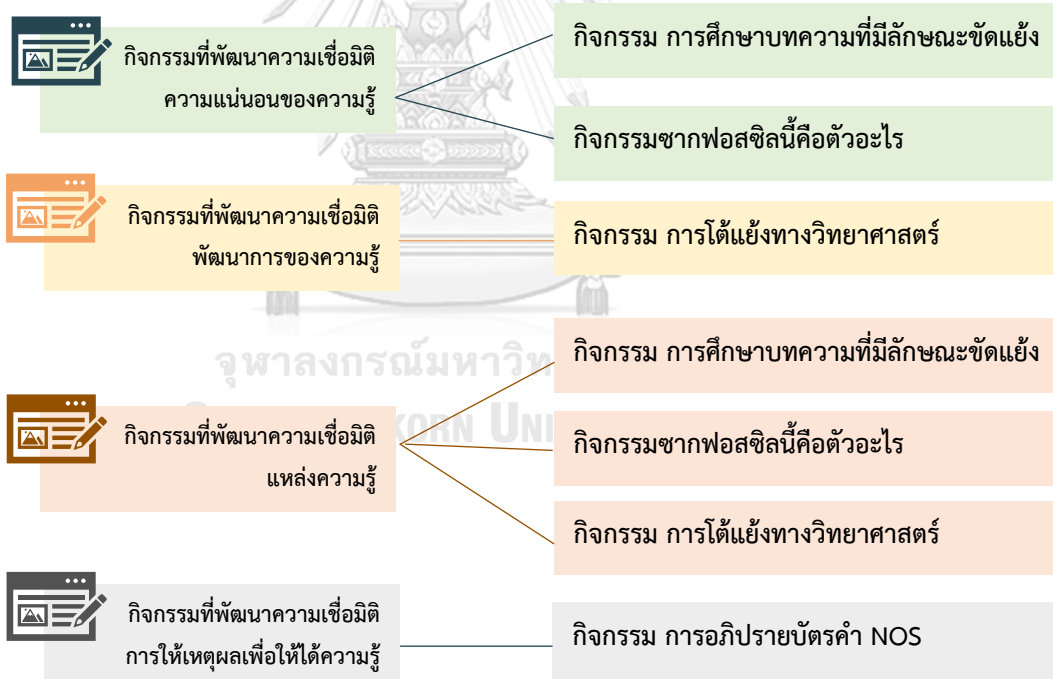 กิจกรรมที่พัฒนาความเชื่อมิติ
ความแน่นอนของความรู้
กิจกรรม การศึกษาบทความที่มีลักษณะขัดแย้ง
กิจกรรมซากฟอสซิลนี้คือตัวอะไร
กิจกรรมที่พัฒนาความเชื่อมิติ
พัฒนาการของความรู้
กิจกรรม การโต้แย้งทางวิทยาศาสตร์
จุฬาลงกรณ์มหาวิท
KORN UNI
กิจกรรมที่พัฒนาความเชื่อมิติ
แหล่งความรู้
กิจกรรม การศึกษาบทความที่มีลักษณะขัดแย้ง
กิจกรรมซากฟอสซิลนี้คือตัวอะไร
กิจกรรม การโต้แย้งทางวิทยาศาสตร์
กิจกรรมที่พัฒนาความเชื่อมิติ
การให้เหตุผลเพื่อให้ได้ความรู้
กิจกรรม การอภิปรายบัตรคำ NOS